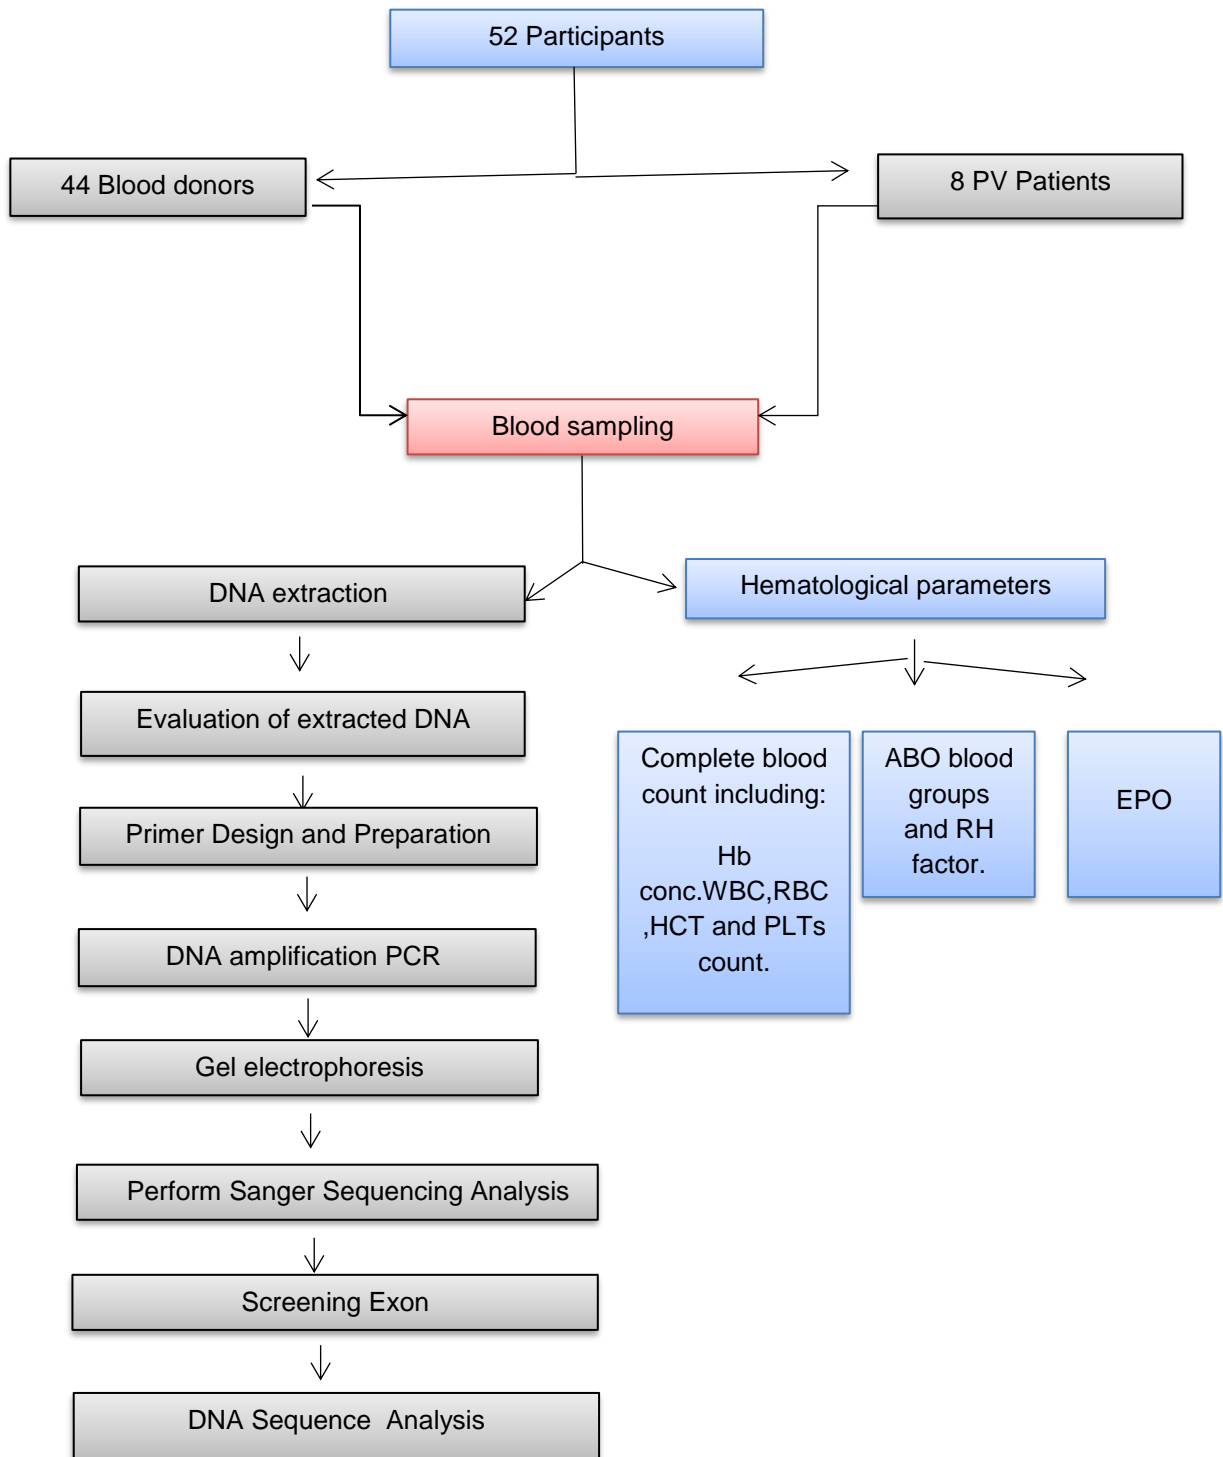 52 Participants
44 Blood donors
8 PV Patients
Blood sampling
DNA extraction
Hematological parameters
Evaluation of extracted DNA
Primer Design and Preparation
DNA amplification PCR
Gel electrophoresis
Perform Sanger Sequencing Analysis
Screening Exon
DNA Sequence  Analysis
Complete blood
count including:
Hb
conc.WBC,RBC
,HCT and PLTs
count.
ABO blood
groups
and RH
factor.
EPO